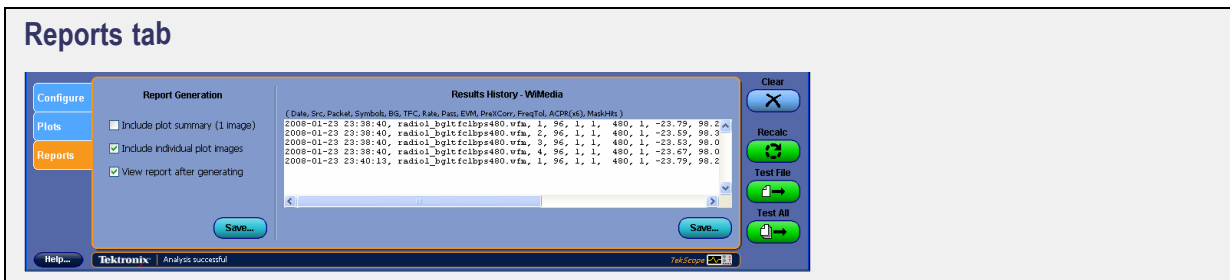 Reports tab
Clear
Configure
Report Generation
Results History - WiMedia
( Date, Src, Packet, Symbols, BG, TFC, Rate, Pass, EVM, PreXCorr, FreqTol, ACPR(x6), MaskHits )
Plots
Include plot summary (1 image)
2008-01-23 23:38:40, radio1_bg1tfc1bps480.wfm, 1, 96, 1, 1, 480, 1, -23.79, 98.2
2008-01-23 23:38:40, radio1_bg1tfc1bps480.wfm, 2, 96, 1, 1, 480, 1, -23.59, 98.3
2008-01-23 23:38:40, radio1_bg1tfc1bps480.wfm, 3, 96, 1, 1, 480, 1, -23.53, 98.0
2008-01-23 23:38:40, radio1_bg1tfc1bps480.wfm, 4, 96, 1, 1, 480, 1, -23.67, 98.0
2008-01-23 23:40:13, radio1_bg1tfc1bps480.wfm, 1, 96, 1, 1, 480, 1, -23.79, 98.2
Recalc
Reports
Include individual plot images
View report after generating
Test File
Test All
Save...
Save...
Help...
Tektronix
Analysis successful
TekScope